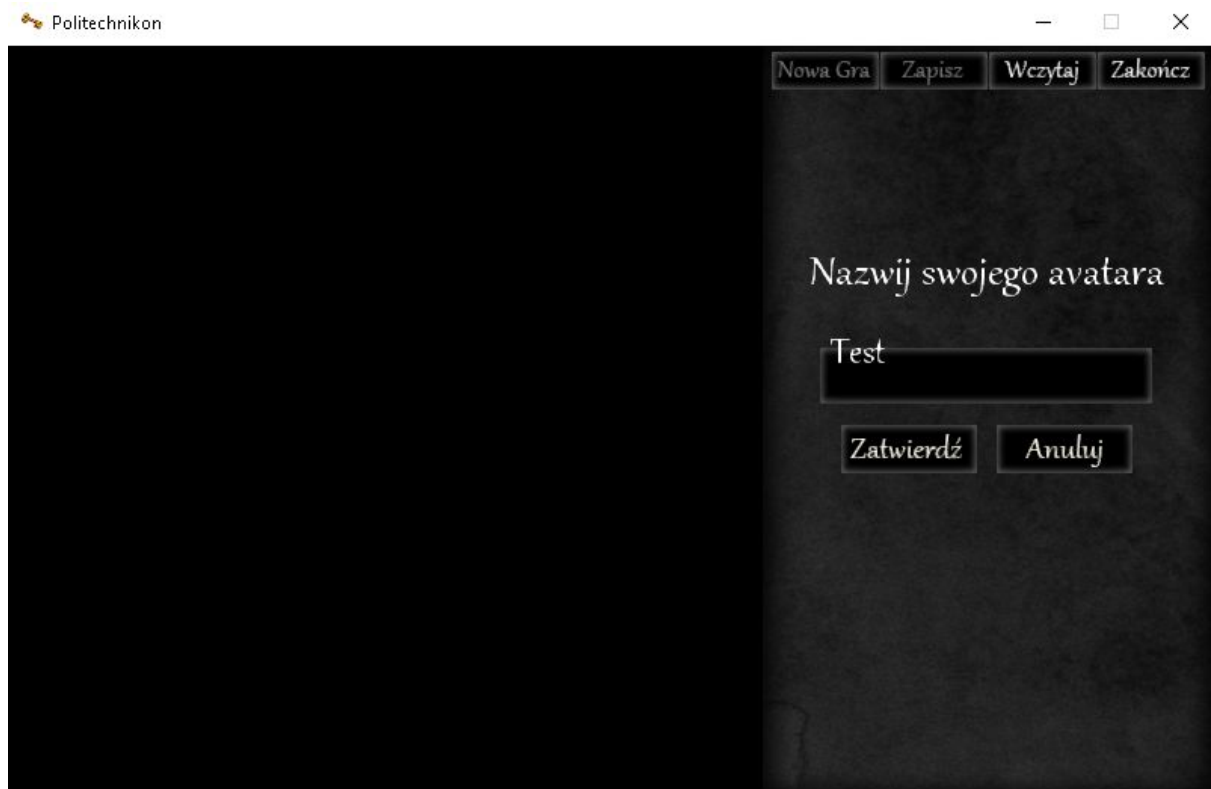 Politechnikon
Nowa Gra Zapisz Wczytaj Zakończ
Nazwij swojego avatara
Test
Zatwierdź Anuluj